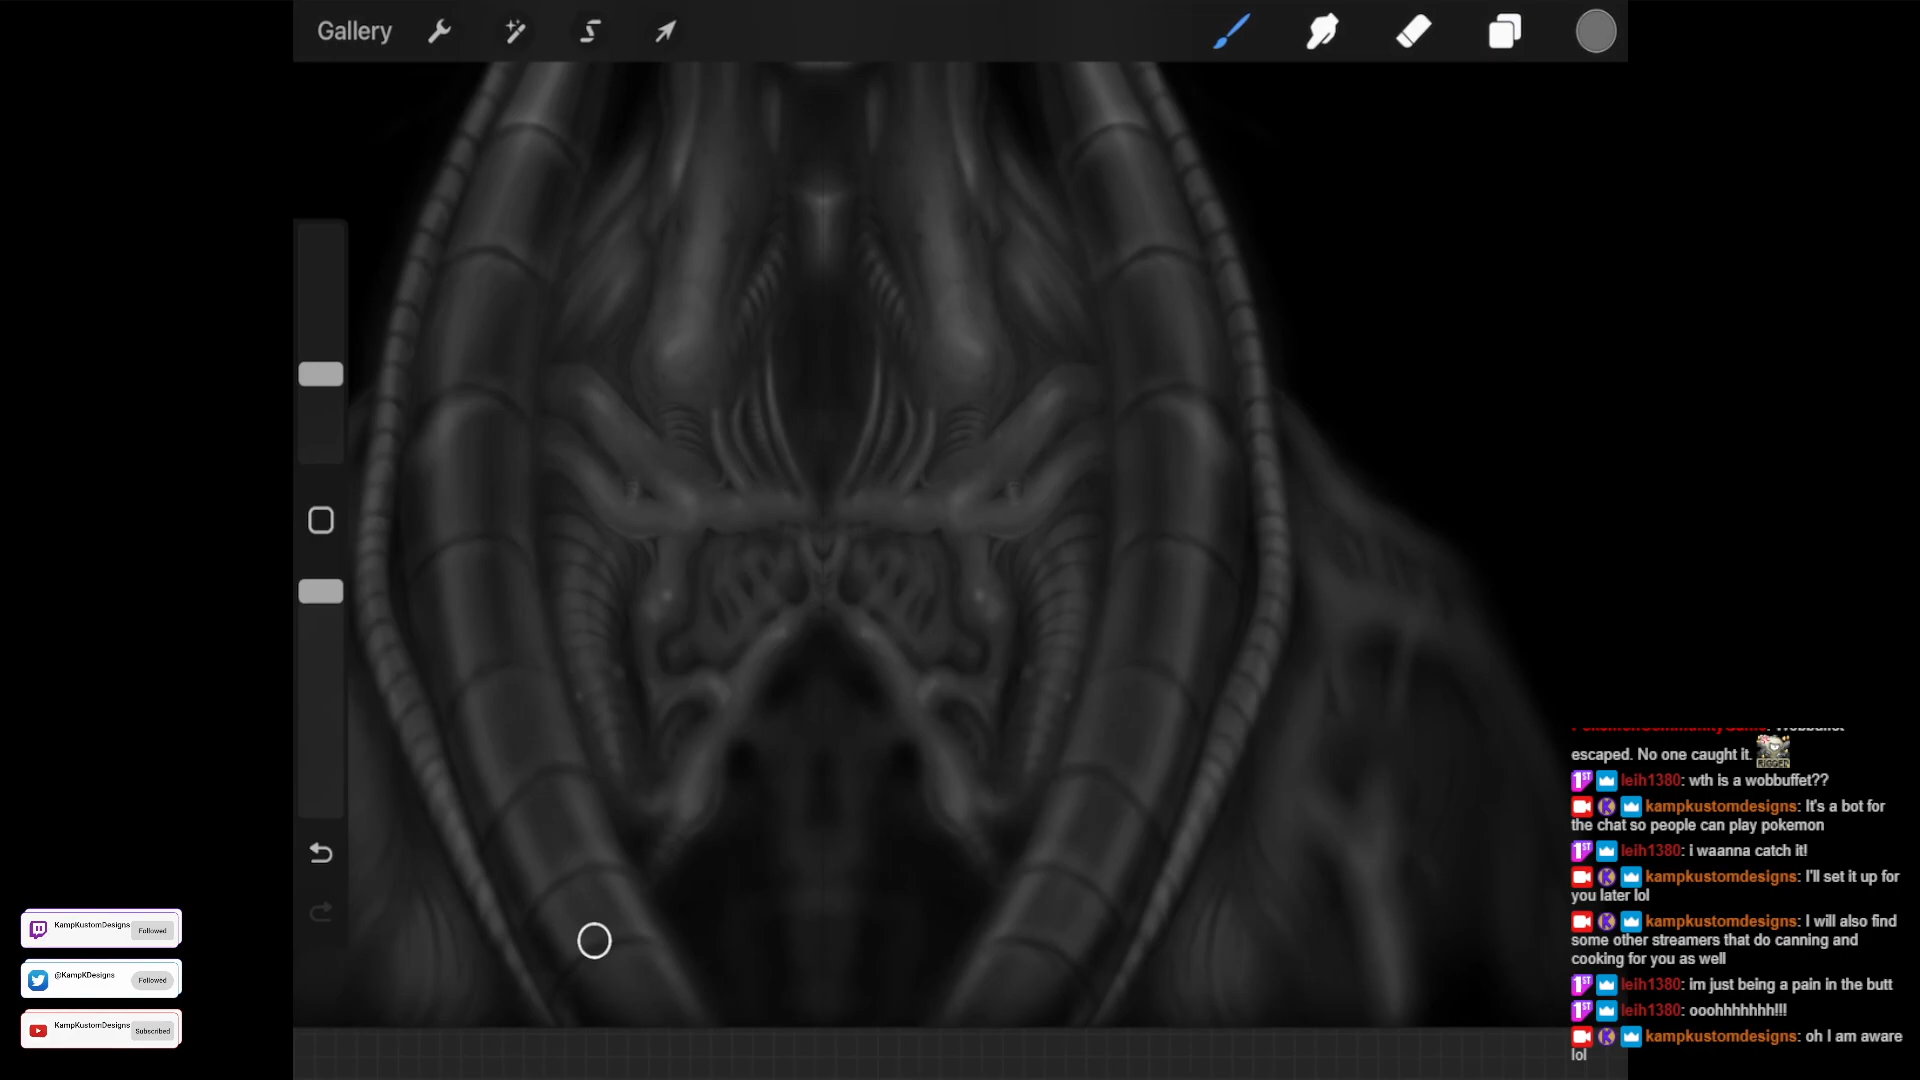 Gallery
escaped. No one caught it.
leih1380: wth is a wobbuffet??
kampkustomdesigns: It's a bot for
the chat so people can play pokemon
leih1380: i waanna catch it!
kampkustomdesigns: I'll set it up for
you later lol
kampkustomdesigns: I will also find
some other streamers that do canning and
cooking for you as well
leih1380: im just being a pain in the butt
leih1380: ooohhhhhhh!!!
kampkustomdesigns: oh I am aware
lol
KampKustomDesigns Followed
@KampKDesigns Followed
KampKustomDesigns Subscribed